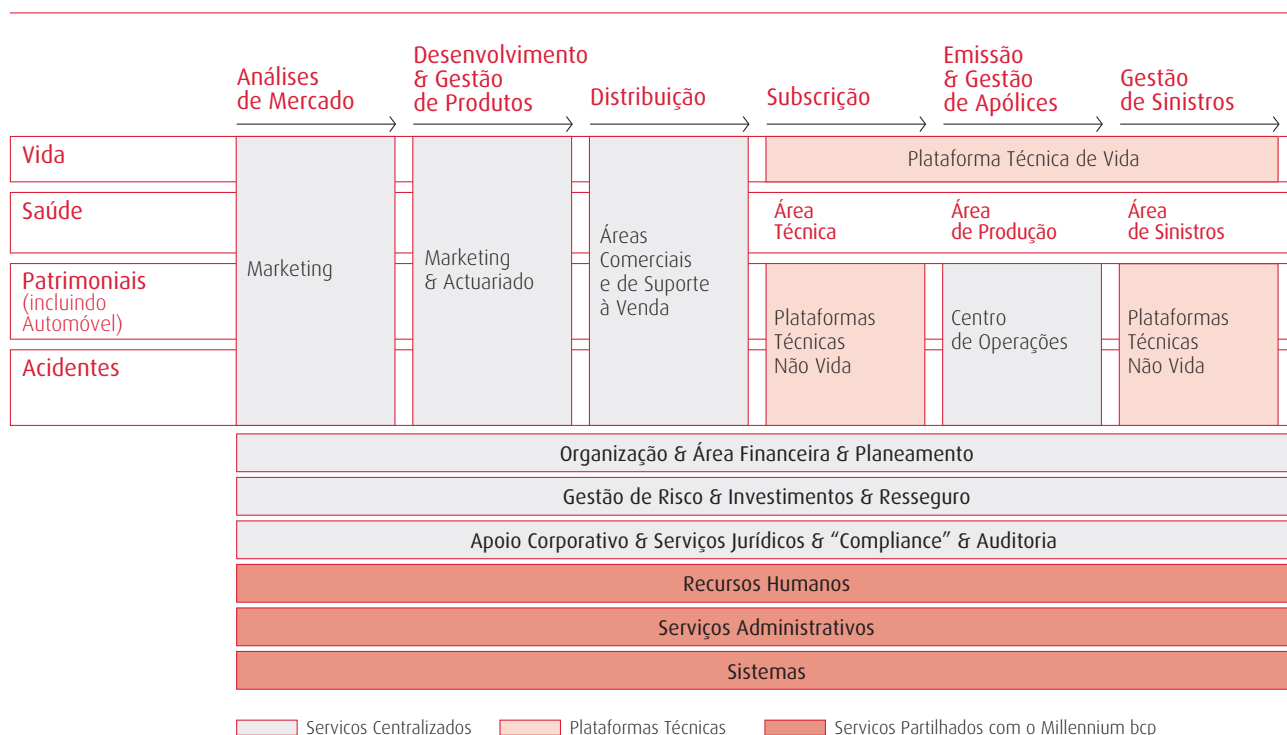 Análises
de Mercado
Desenvolvimento
& Gestão
de Produtos
Distribuição
Subscrição
Emissão
& Gestão
de Apólices
Gestão
de Sinistros
Vida
Plataforma Técnica de Vida
Saúde
Área
Técnica
Área
de Produção
Área
de Sinistros
Marketing
Marketing
& Actuariado
Áreas
Comerciais
e de Suporte
à Venda
Patrimoniais
(incluindo
Automóvel)
Acidentes
Plataformas
Técnicas
Não Vida
Centro
de Operações
Plataformas
Técnicas
Não Vida
Organização & Área Financeira & Planeamento
Gestão de Risco & Investimentos & Resseguro
Apoio Corporativo & Serviços Jurídicos & “Compliance” & Auditoria
Recursos Humanos
Serviços Administrativos
Sistemas
Servicos Centralizados
Plataformas Técnicas
Servicos Partilhados com o Millennium bcp